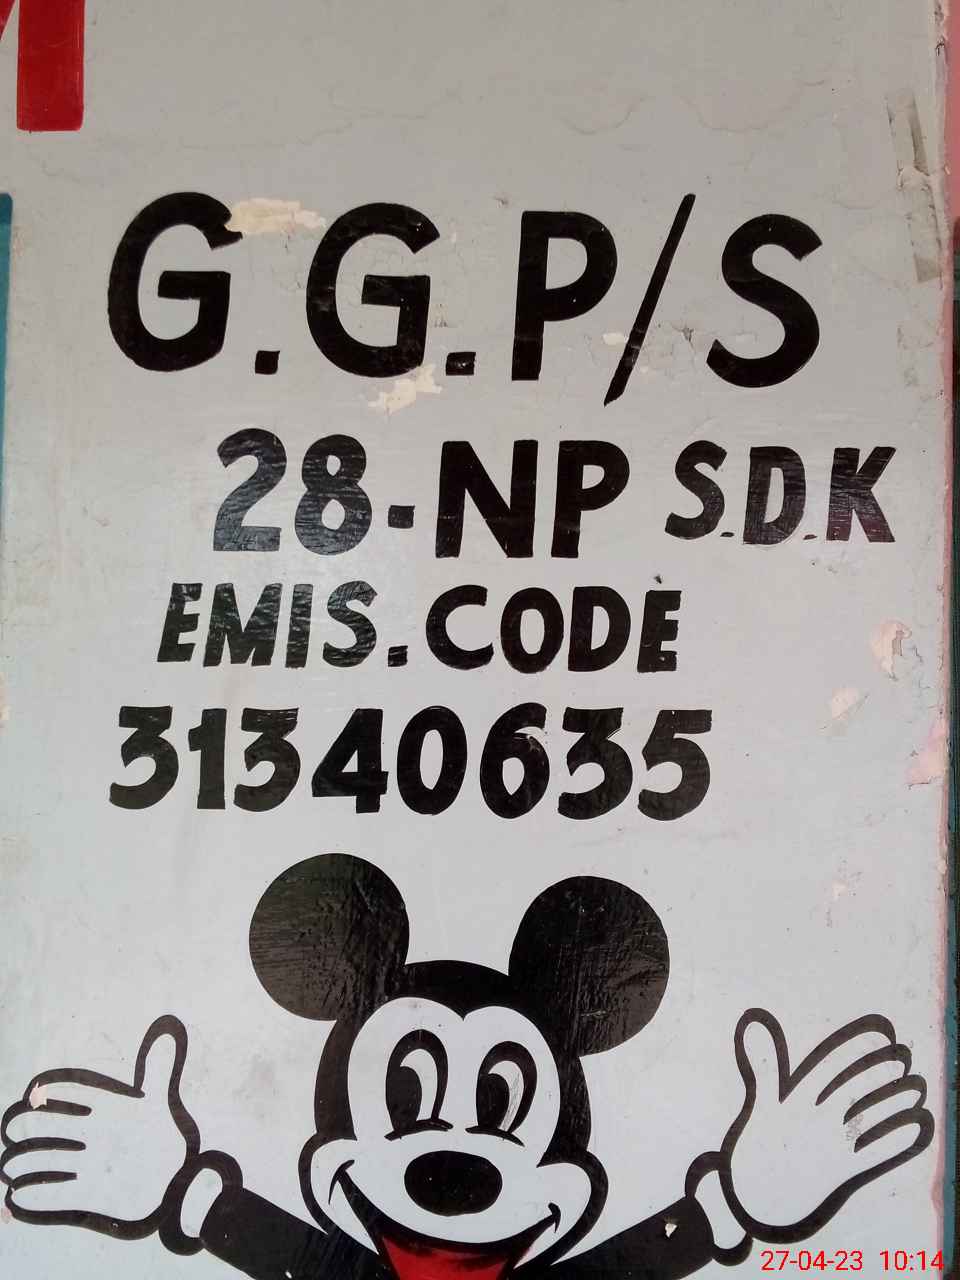 G.G.P/S
28-NP S.D.K
EMIS.CODE
31340635
27-04-23 10:14